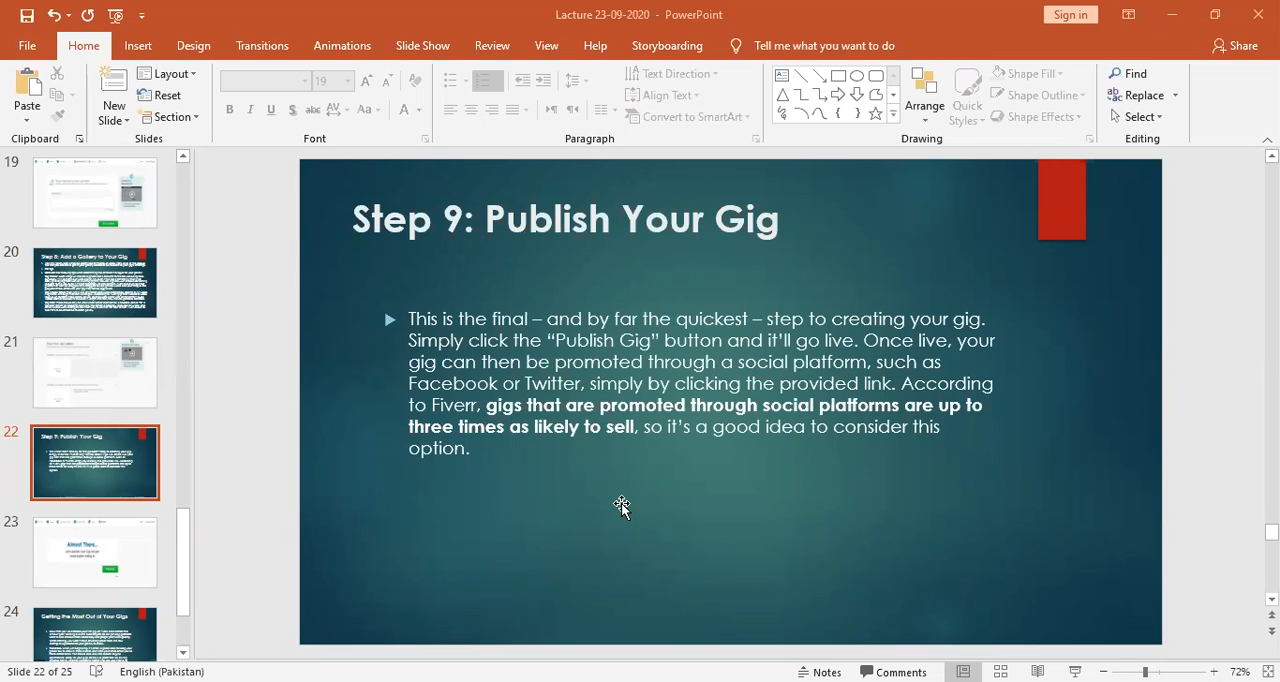 Lacture 23-09-2020 - PowerPoint
Sign in
File Home Insert Design Transitions Animations Slide Show Review View Help Storyboarding Tell me what you want to do Share
Paste
Clipboard
New Slide
Layout
Reset
Section
Slides
19
Font
Text Direction
Align Text
Convert to SmartArt
Paragraph
Arrange
Quick Styles
Shape Fill
Shape Outline
Shape Effects
Drawing
Find
Replace
Select
Editing
19
20
Step 8: Add a Gallery to Your Gig
21
22
Step 9: Publish Your Gig
23
Almost There...
24
Getting the Most Out of Your Gigs
Step 9: Publish Your Gig
This is the final – and by far the quickest – step to creating your gig.
Simply click the “Publish Gig” button and it’ll go live. Once live, your
gig can then be promoted through a social platform, such as
Facebook or Twitter, simply by clicking the provided link. According
to Fiverr, gigs that are promoted through social platforms are up to
three times as likely to sell, so it’s a good idea to consider this
option.
Slide 22 of 25 English (Pakistan) Notes Comments 72%